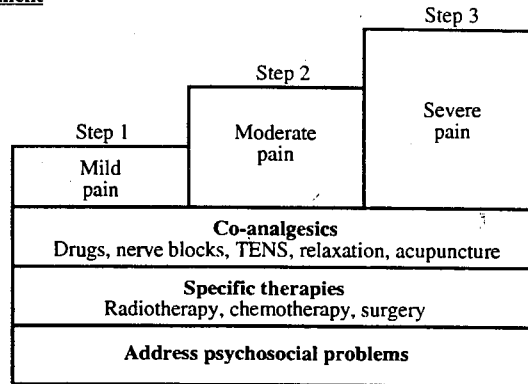 Step 3
Step 2
Severe
pain
Step 1
Moderate
pain
Mild
pain
Co-analgesics
Drugs, nerve blocks, TENS, relaxation, acupuncture
Specific therapies
Radiotherapy, chemotherapy, surgery
Address psychosocial problems